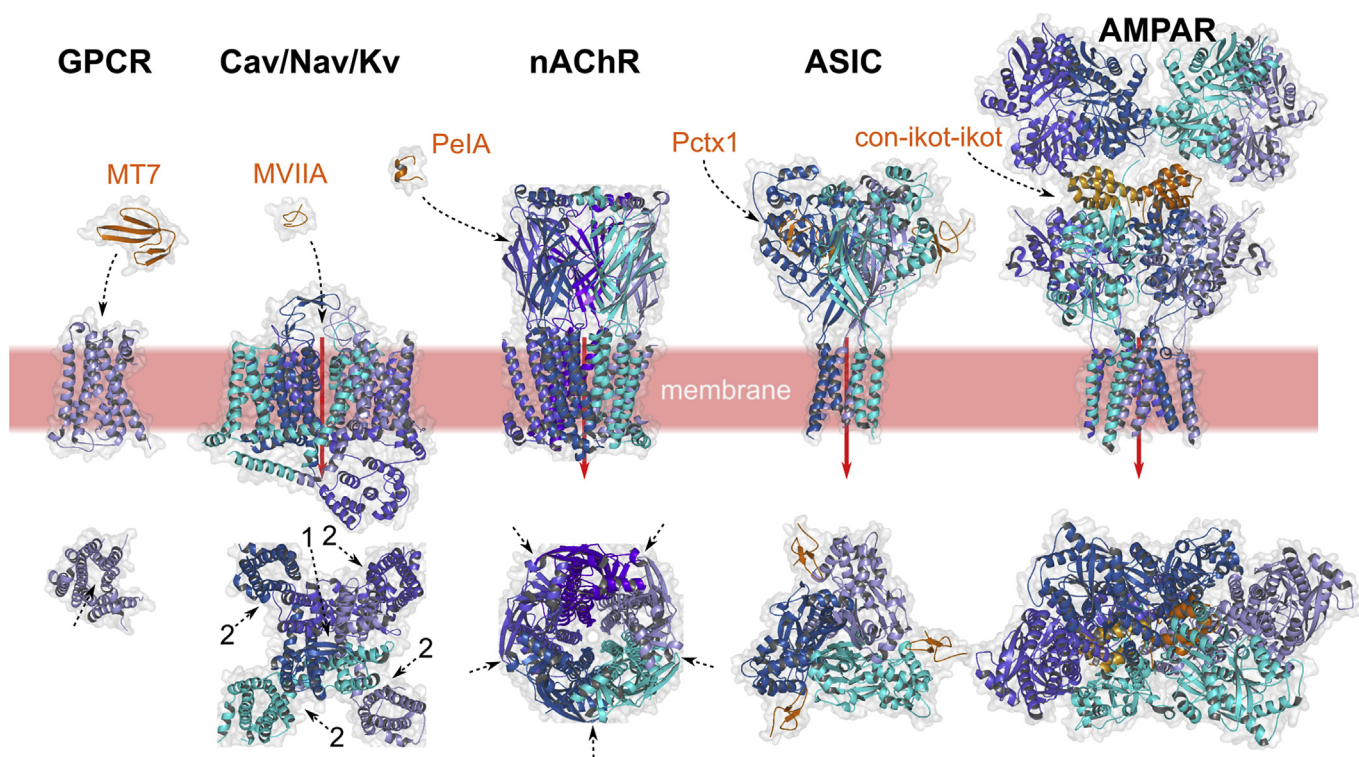 GPCR
Cav/Nav/Kv
nAChR
ASIC
AMPAR
MT7
MVIIA
PelA
Pctx1
con-ikot-ikot
membrane
1 2
2
2
2